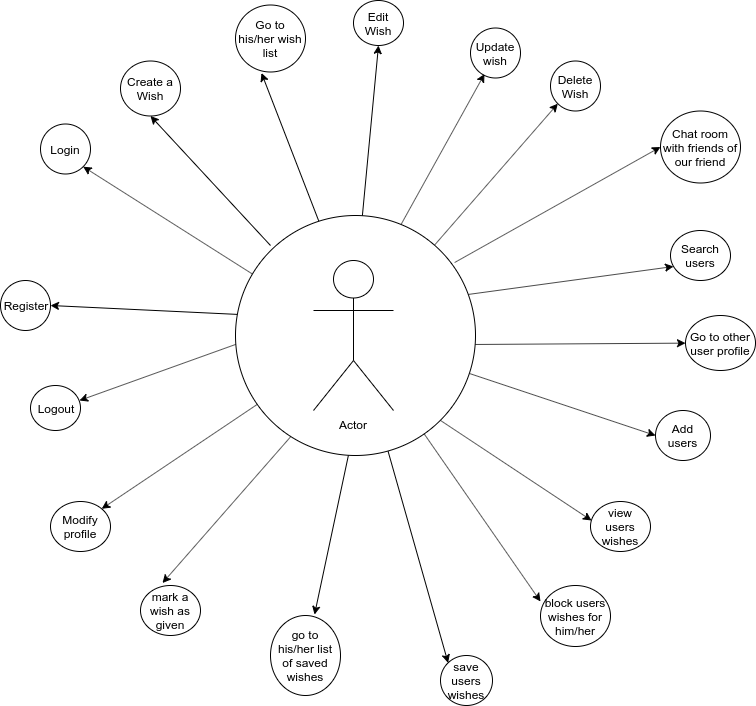 Go to
his/her wish
list
Edit
Wish
Update
wish
Create a
Wish
Delete
Wish
Login
Chat room
with friends of
our friend
Search
users
Register
Go to other
user profile
Logout
Actor
Add
users
Modify
profile
view
users
wishes
mark a
wish as
given
block users
wishes for
him/her
go to
his/her list
of saved
wishes
save
users
wishes